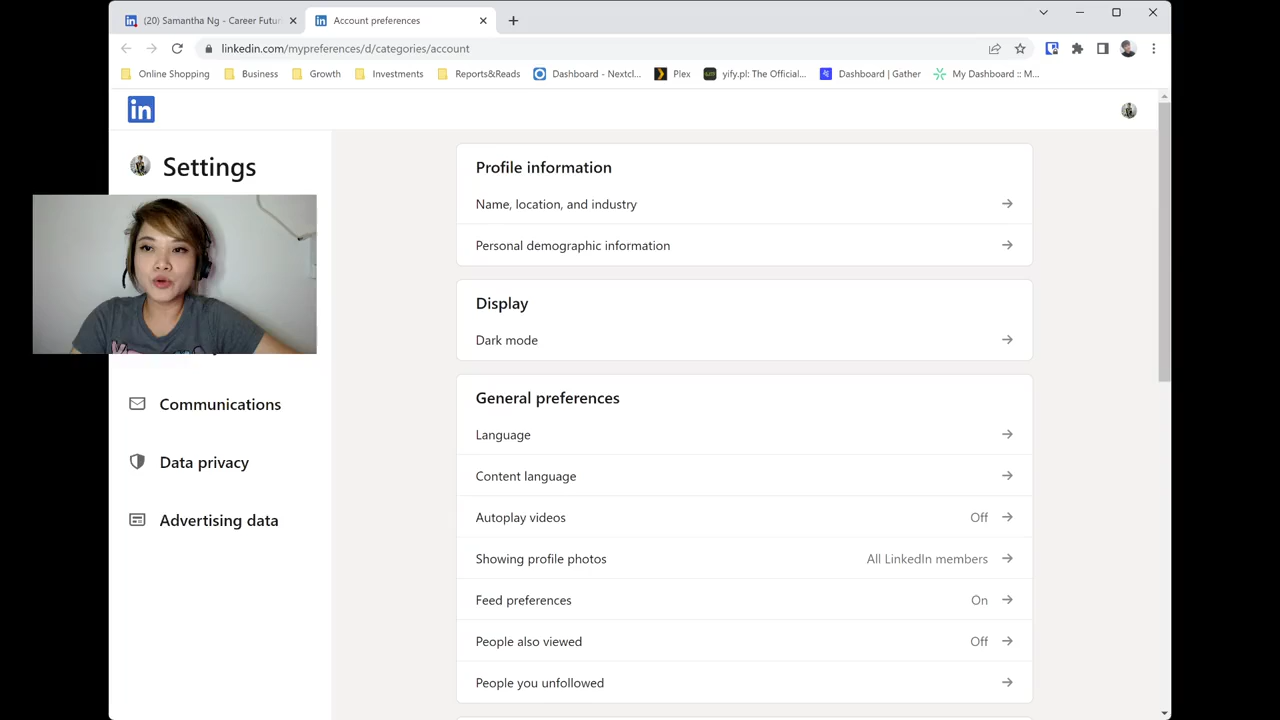 (20) Samantha Ng - Career Futur
Account preferences
linkedin.com/mypreferences/d/categories/account
Online Shopping
Business
Growth
Investments
Reports&Reads
Dashboard - Nextcl...
Plex
yify.pl: The Official...
Dashboard | Gather
My Dashboard :: M...
in
Settings
Communications
Data privacy
Advertising data
Profile information
Name, location, and industry
Personal demographic information
Display
Dark mode
General preferences
Language
Content language
Autoplay videos Off
Showing profile photos All LinkedIn members
Feed preferences On
People also viewed Off
People you unfollowed